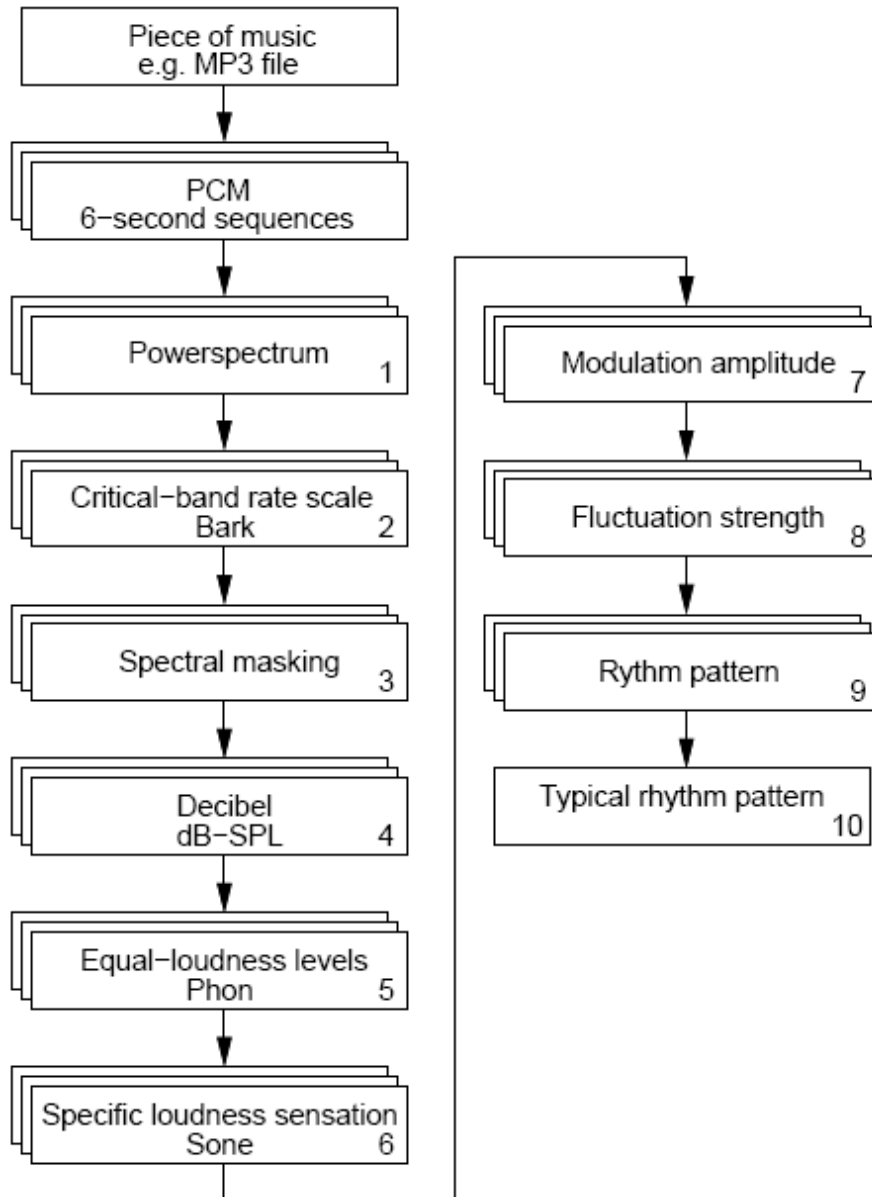 Piece of music
e.g. MP3 file
PCM
6−second sequences
Powerspectrum
1
Critical−band rate scale
Bark
2
Spectral masking
3
Decibel
dB−SPL
4
Equal−loudness levels
Phon
5
Specific loudness sensation
Sone
6
Modulation amplitude
7
Fluctuation strength
8
Rythm pattern
9
Typical rhythm pattern
10